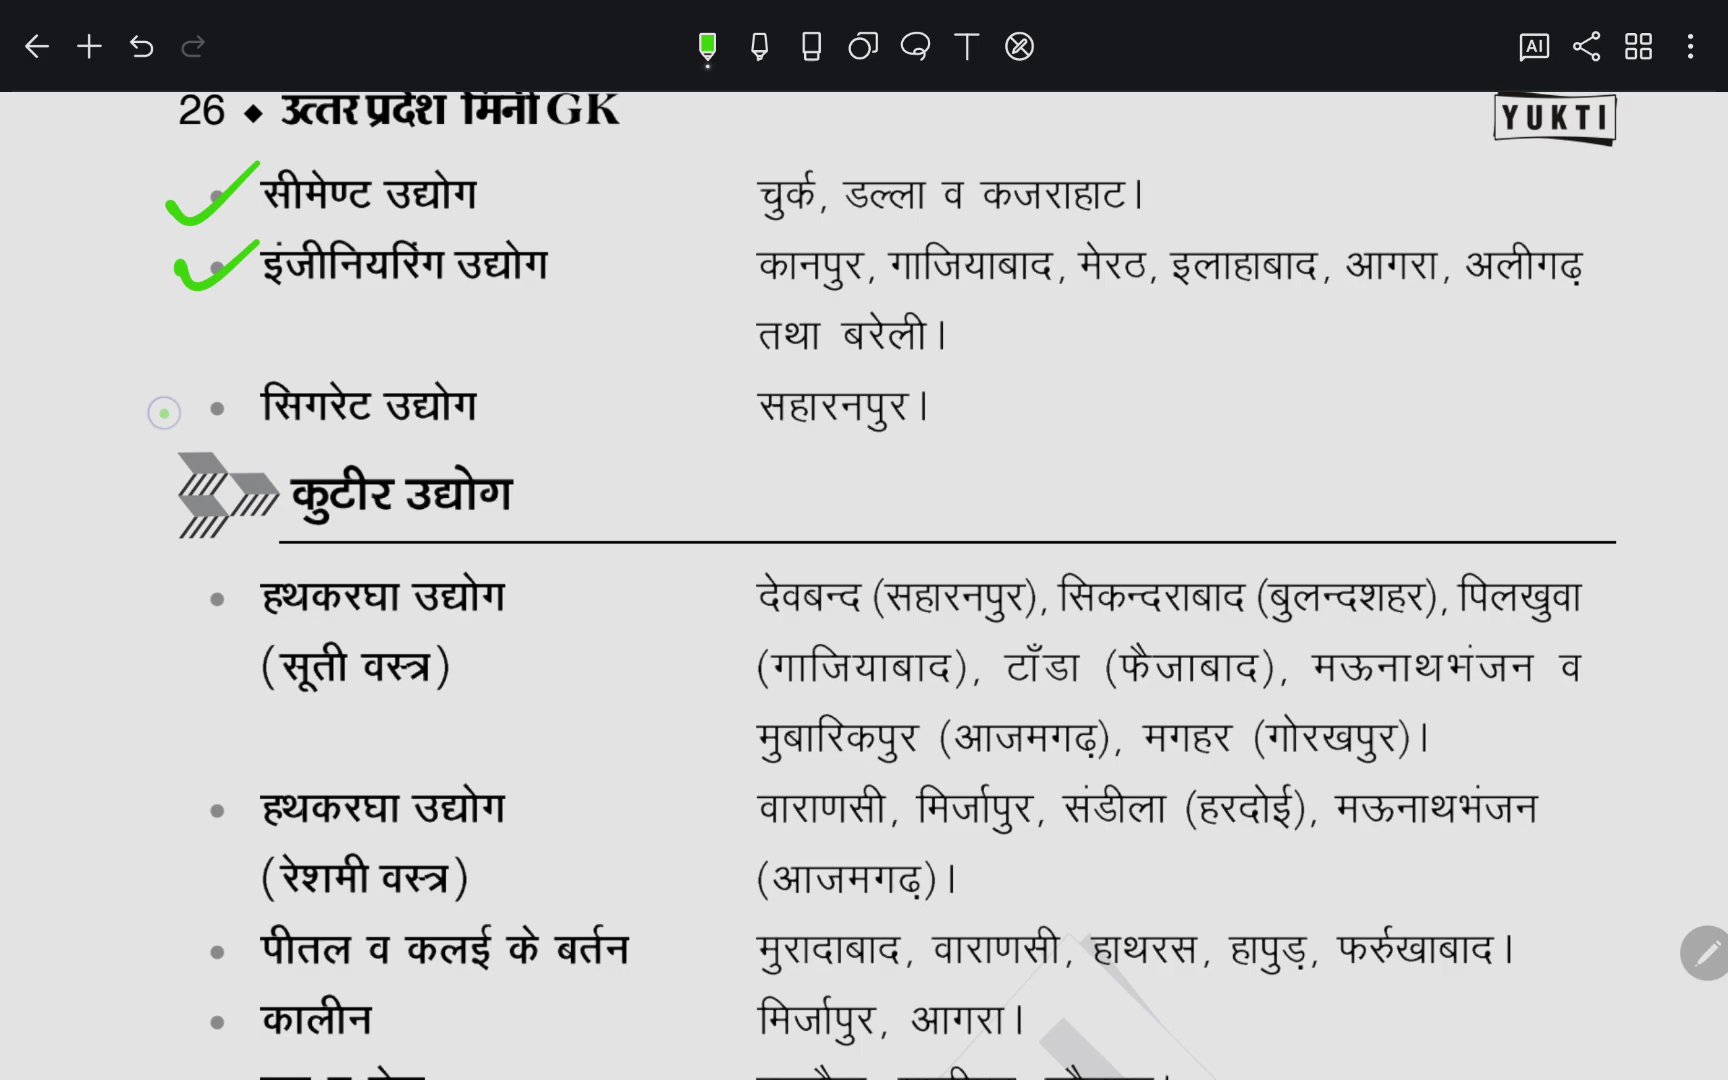 26 ◆ उत्तर प्रदेश मिनी GK YUKTI
• सीमेण्ट उद्योग चुर्क, डल्ला व कजराहाट।
• इंजीनियरिंग उद्योग कानपुर, गाजियाबाद, मेरठ, इलाहाबाद, आगरा, अलीगढ़
तथा बरेली।
• सिगरेट उद्योग सहारनपुर।
कुटीर उद्योग
• हथकरघा उद्योग देवबन्द (सहारनपुर), सिकन्दराबाद (बुलन्दशहर), पिलखुवा
(सूती वस्त्र) (गाजियाबाद), टाँडा (फैजाबाद), मऊनाथभंजन व
मुबारिकपुर (आजमगढ़), मगहर (गोरखपुर)।
• हथकरघा उद्योग वाराणसी, मिर्जापुर, संडीला (हरदोई), मऊनाथभंजन
(रेशमी वस्त्र) (आजमगढ़)।
• पीतल व कलई के बर्तन मुरादाबाद, वाराणसी, हाथरस, हापुड़, फर्रुखाबाद।
• कालीन मिर्जापुर, आगरा।